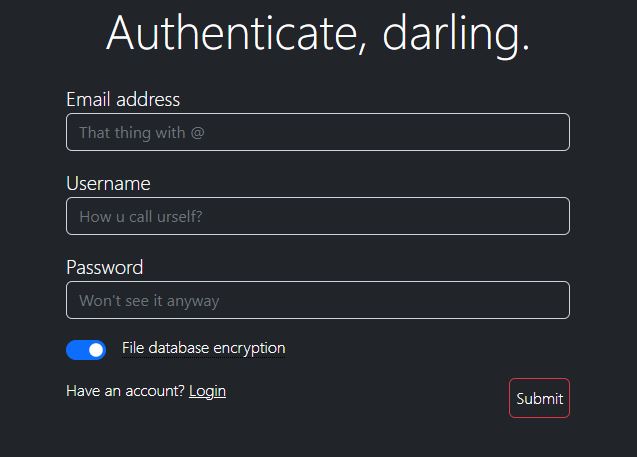 Authenticate, darling.
Email address
That thing with @
Username
How u call urself?
Password
Won't see it anyway
File database encryption
Have an account? Login
Submit